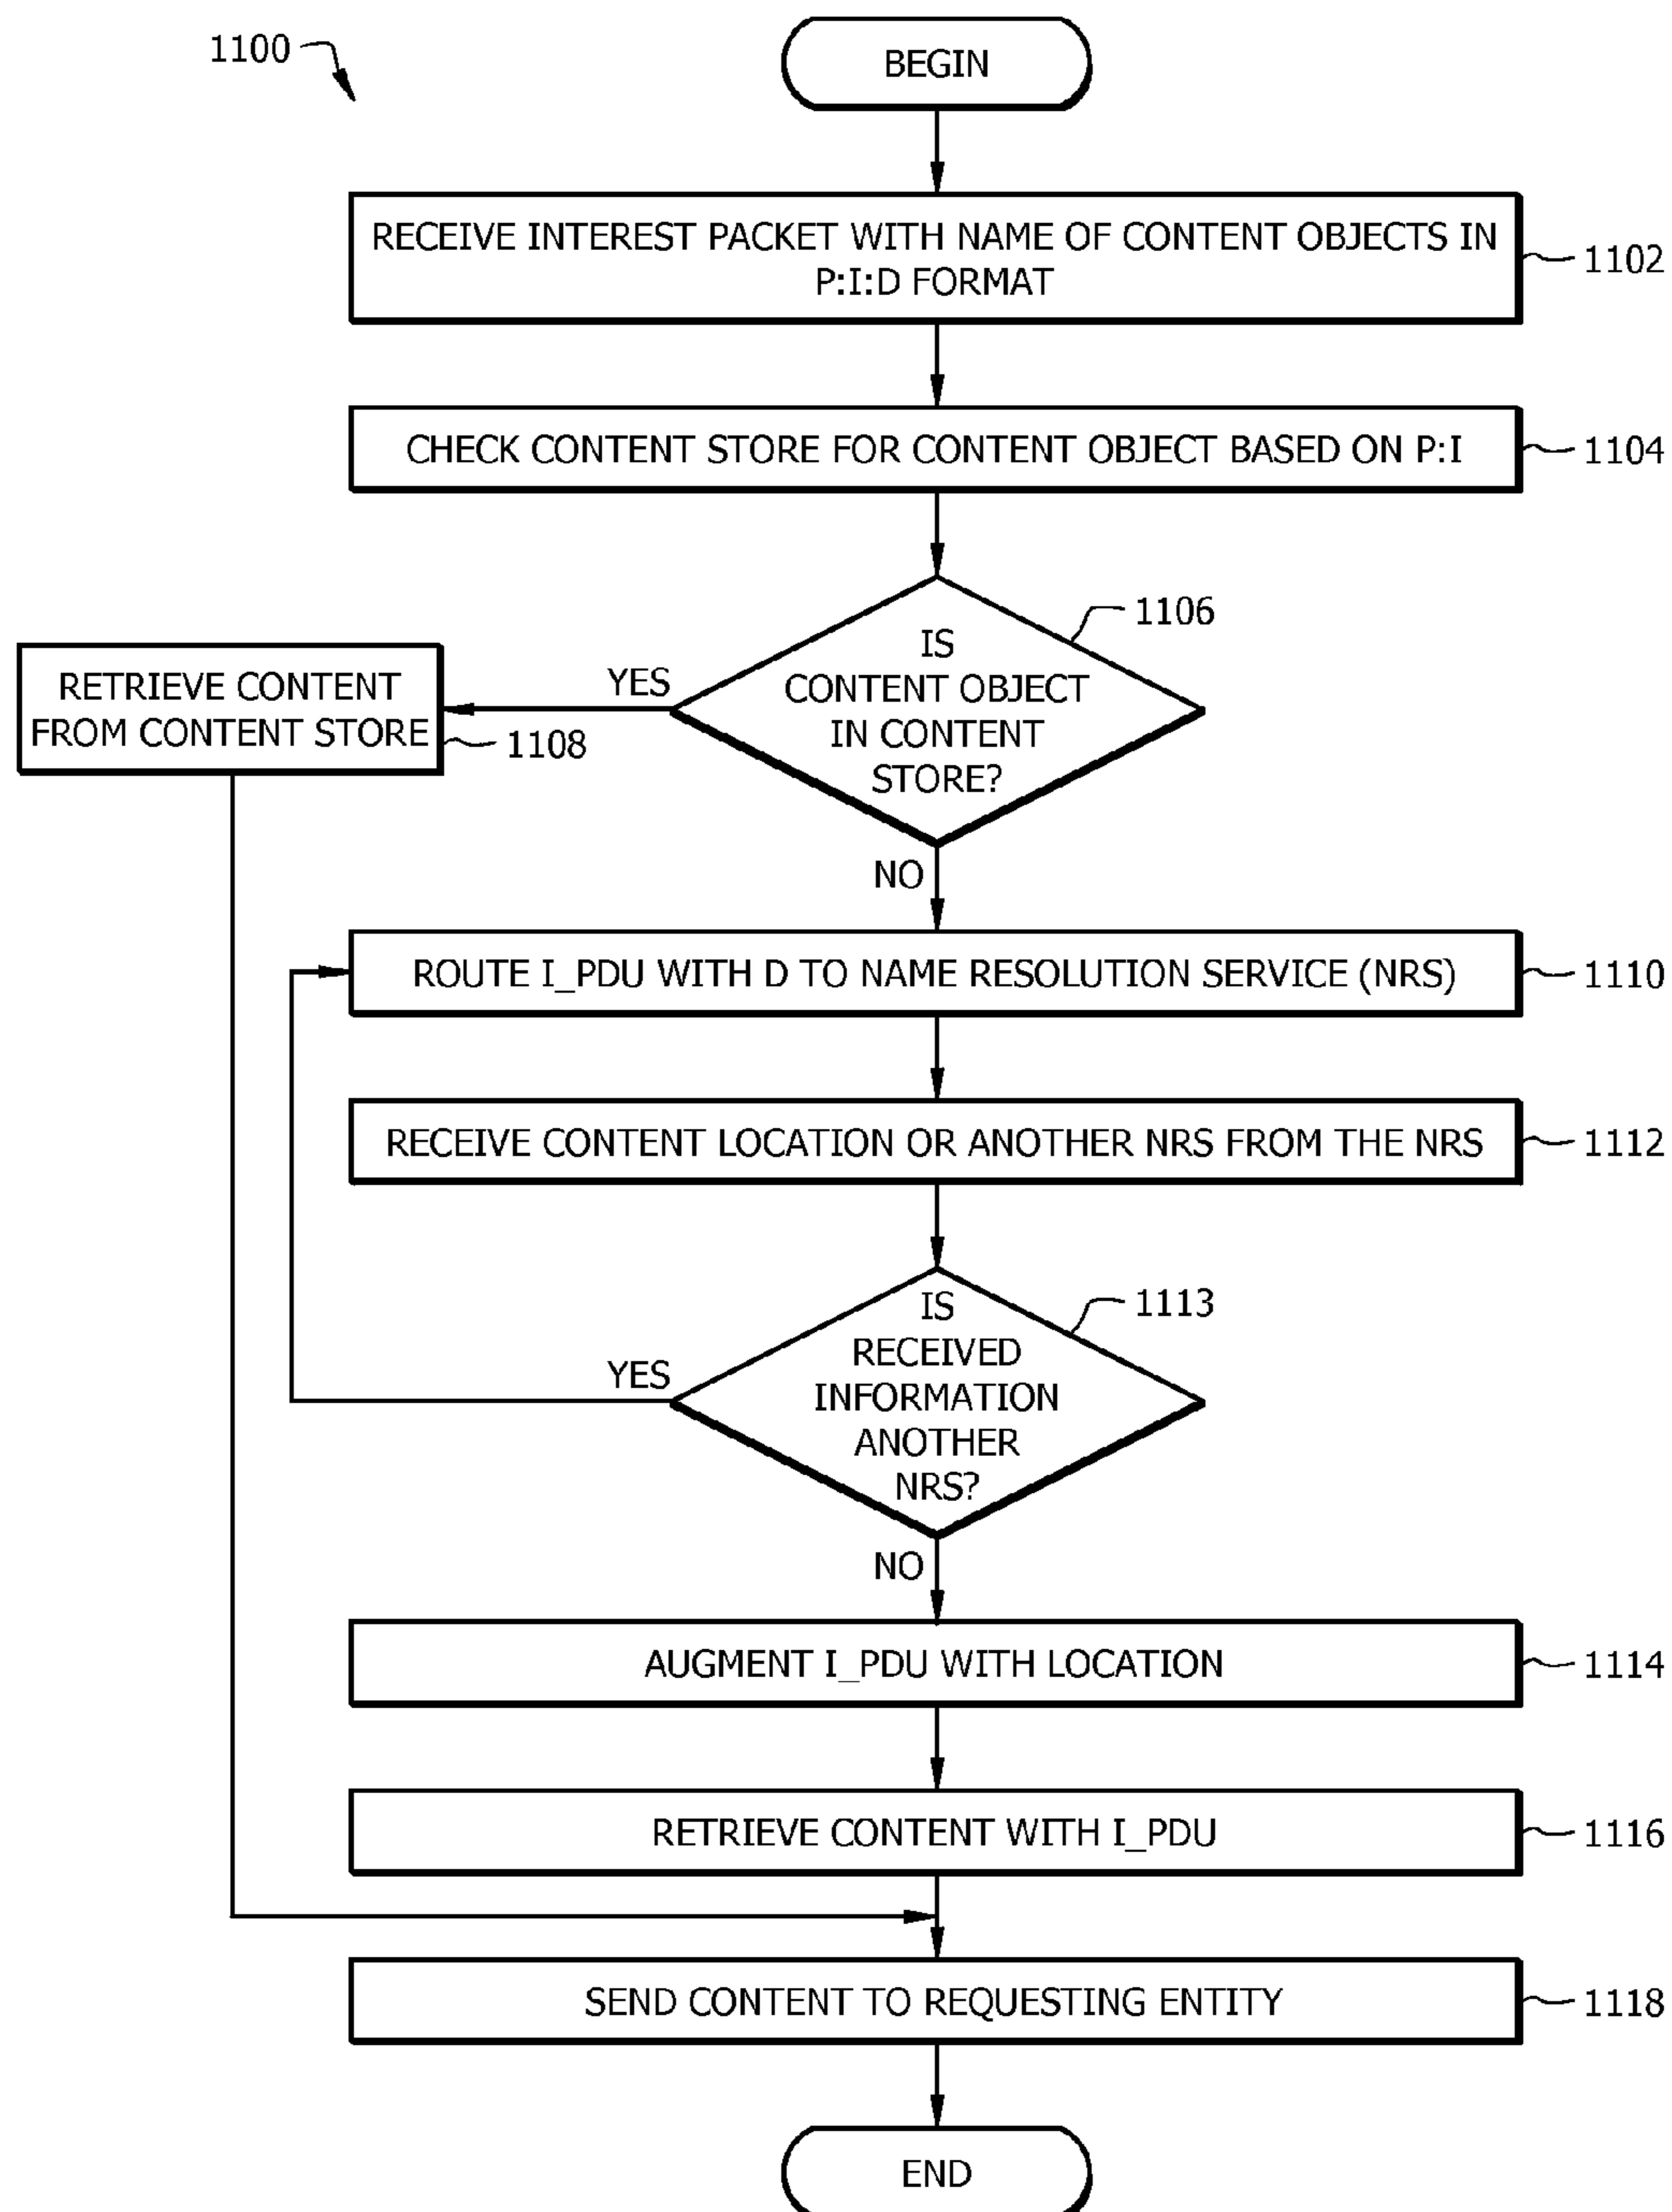 1100
BEGIN
RECEIVE INTEREST PACKET WITH NAME OF CONTENT OBJECTS IN
P:I:D FORMAT
1102
CHECK CONTENT STORE FOR CONTENT OBJECT BASED ON P:I
1104
1106
IS
CONTENT OBJECT
IN CONTENT
STORE?
YES
RETRIEVE CONTENT
FROM CONTENT STORE
1108
NO
ROUTE I_PDU WITH D TO NAME RESOLUTION SERVICE (NRS)
1110
RECEIVE CONTENT LOCATION OR ANOTHER NRS FROM THE NRS
1112
1113
IS
RECEIVED
INFORMATION
ANOTHER
NRS?
YES
NO
AUGMENT I_PDU WITH LOCATION
1114
RETRIEVE CONTENT WITH I_PDU
1116
SEND CONTENT TO REQUESTING ENTITY
1118
END